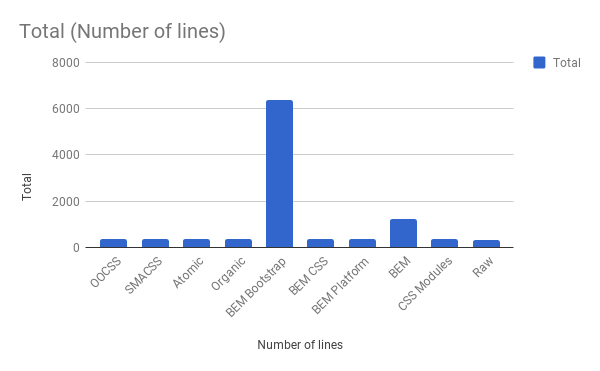 Total (Number of lines)
8000
6000
4000
2000
0
Total
Total
OOCSS
SMACSS
Atomic
Organic
BEM Bootstrap
BEM CSS
BEM Platform
BEM
CSS Modules
Raw
Number of lines